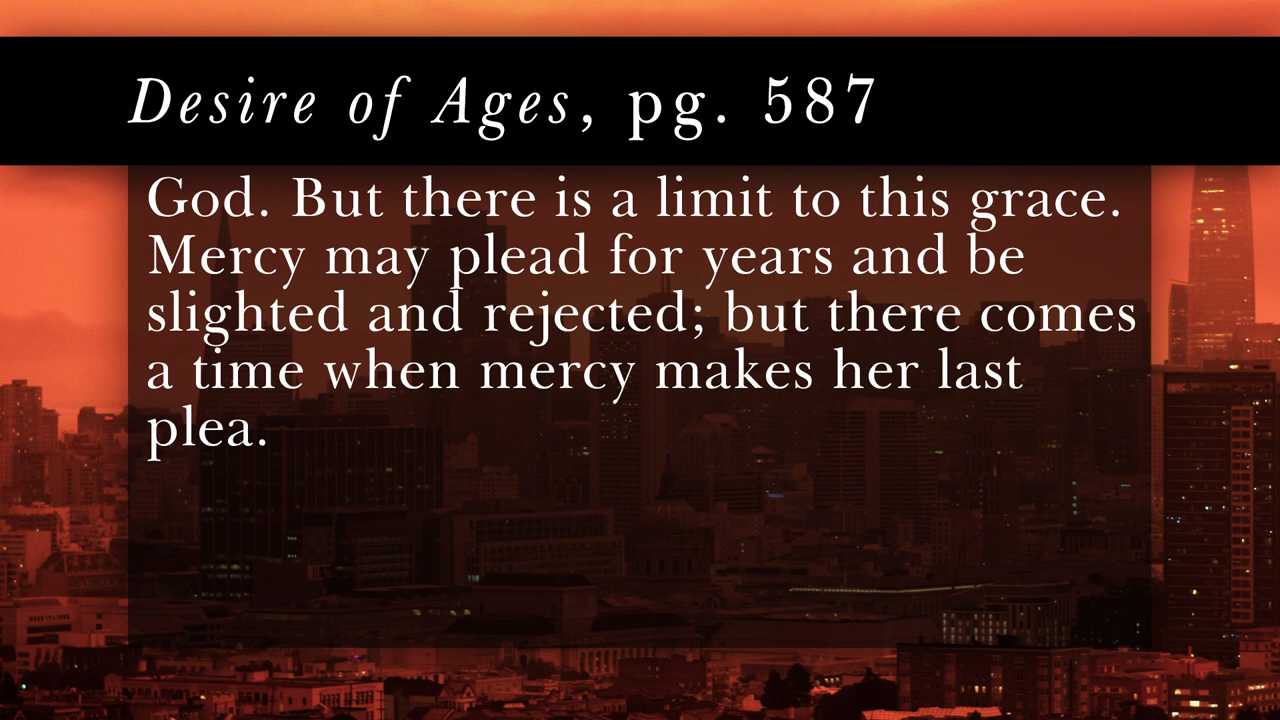 Desire of Ages, pg. 587
God. But there is a limit to this grace.
Mercy may plead for years and be
slighted and rejected; but there comes
a time when mercy makes her last
plea.